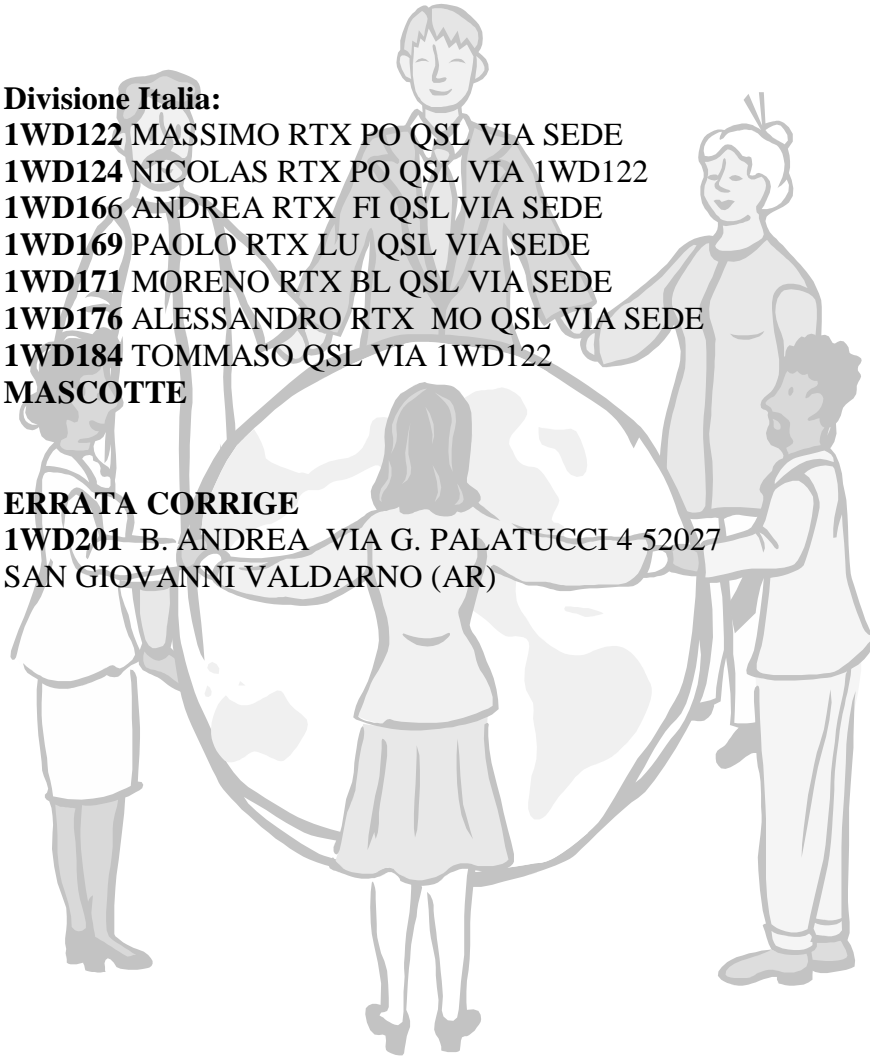 Divisione Italia:
1WD122 MASSIMO RTX PO QSL VIA SEDE
1WD124 NICOLAS RTX PO QSL VIA 1WD122
1WD166 ANDREA RTX  FI QSL VIA SEDE
1WD169 PAOLO RTX LU  QSL VIA SEDE
1WD171 MORENO RTX BL QSL VIA SEDE
1WD176 ALESSANDRO RTX  MO QSL VIA SEDE
1WD184 TOMMASO QSL VIA 1WD122
MASCOTTE
ERRATA CORRIGE
1WD201  B. ANDREA  VIA G. PALATUCCI 4 52027
SAN GIOVANNI VALDARNO (AR)